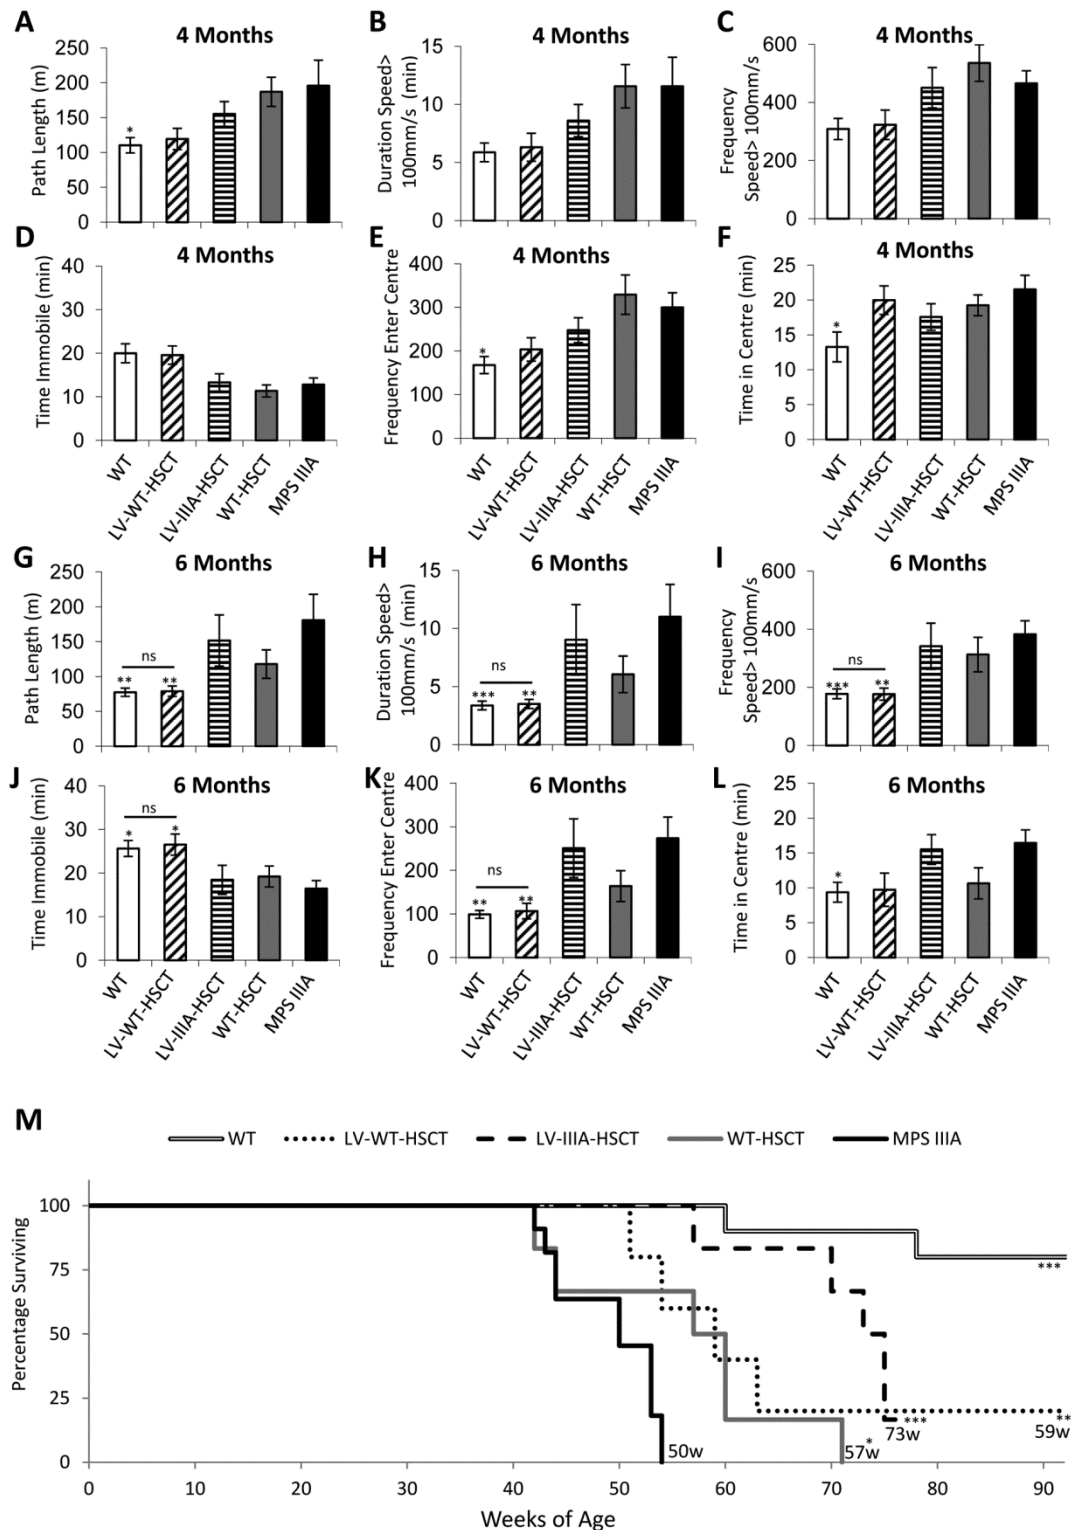 A
4 Months
Path Length (m)
250
200
150
100
50
0
*
B
4 Months
Duration Speed>
100mm/s (min)
15
10
5
0
C
4 Months
Frequency
Speed> 100mm/s
600
400
200
0
D
4 Months
Time Immobile (min)
40
30
20
10
0
WT
LV-WT-HSCT
LV-IIIA-HSCT
WT-HSCT
MPS IIIA
E
4 Months
Frequency Enter Centre
400
300
200
100
0
*
WT
LV-WT-HSCT
LV-IIIA-HSCT
WT-HSCT
MPS IIIA
F
4 Months
Time in Centre (min)
25
20
15
10
5
0
*
WT
LV-WT-HSCT
LV-IIIA-HSCT
WT-HSCT
MPS IIIA
G
6 Months
Path Length (m)
250
200
150
100
50
0
ns
** **
H
6 Months
Duration Speed>
100mm/s (min)
15
10
5
0
ns
*** **
I
6 Months
Frequency
Speed> 100mm/s
600
400
200
0
ns
*** **
J
6 Months
Time Immobile (min)
40
30
20
10
0
ns
* *
WT
LV-WT-HSCT
LV-IIIA-HSCT
WT-HSCT
MPS IIIA
K
6 Months
Frequency Enter Centre
400
300
200
100
0
ns
** **
WT
LV-WT-HSCT
LV-IIIA-HSCT
WT-HSCT
MPS IIIA
L
6 Months
Time in Centre (min)
25
20
15
10
5
0
*
WT
LV-WT-HSCT
LV-IIIA-HSCT
WT-HSCT
MPS IIIA
M
WT LV-WT-HSCT LV-IIIA-HSCT WT-HSCT MPS IIIA
Percentage Surviving
100
75
50
25
0
***
**
59w
***
73w
*
57w
50w
0 10 20 30 40 50 60 70 80 90
Weeks of Age